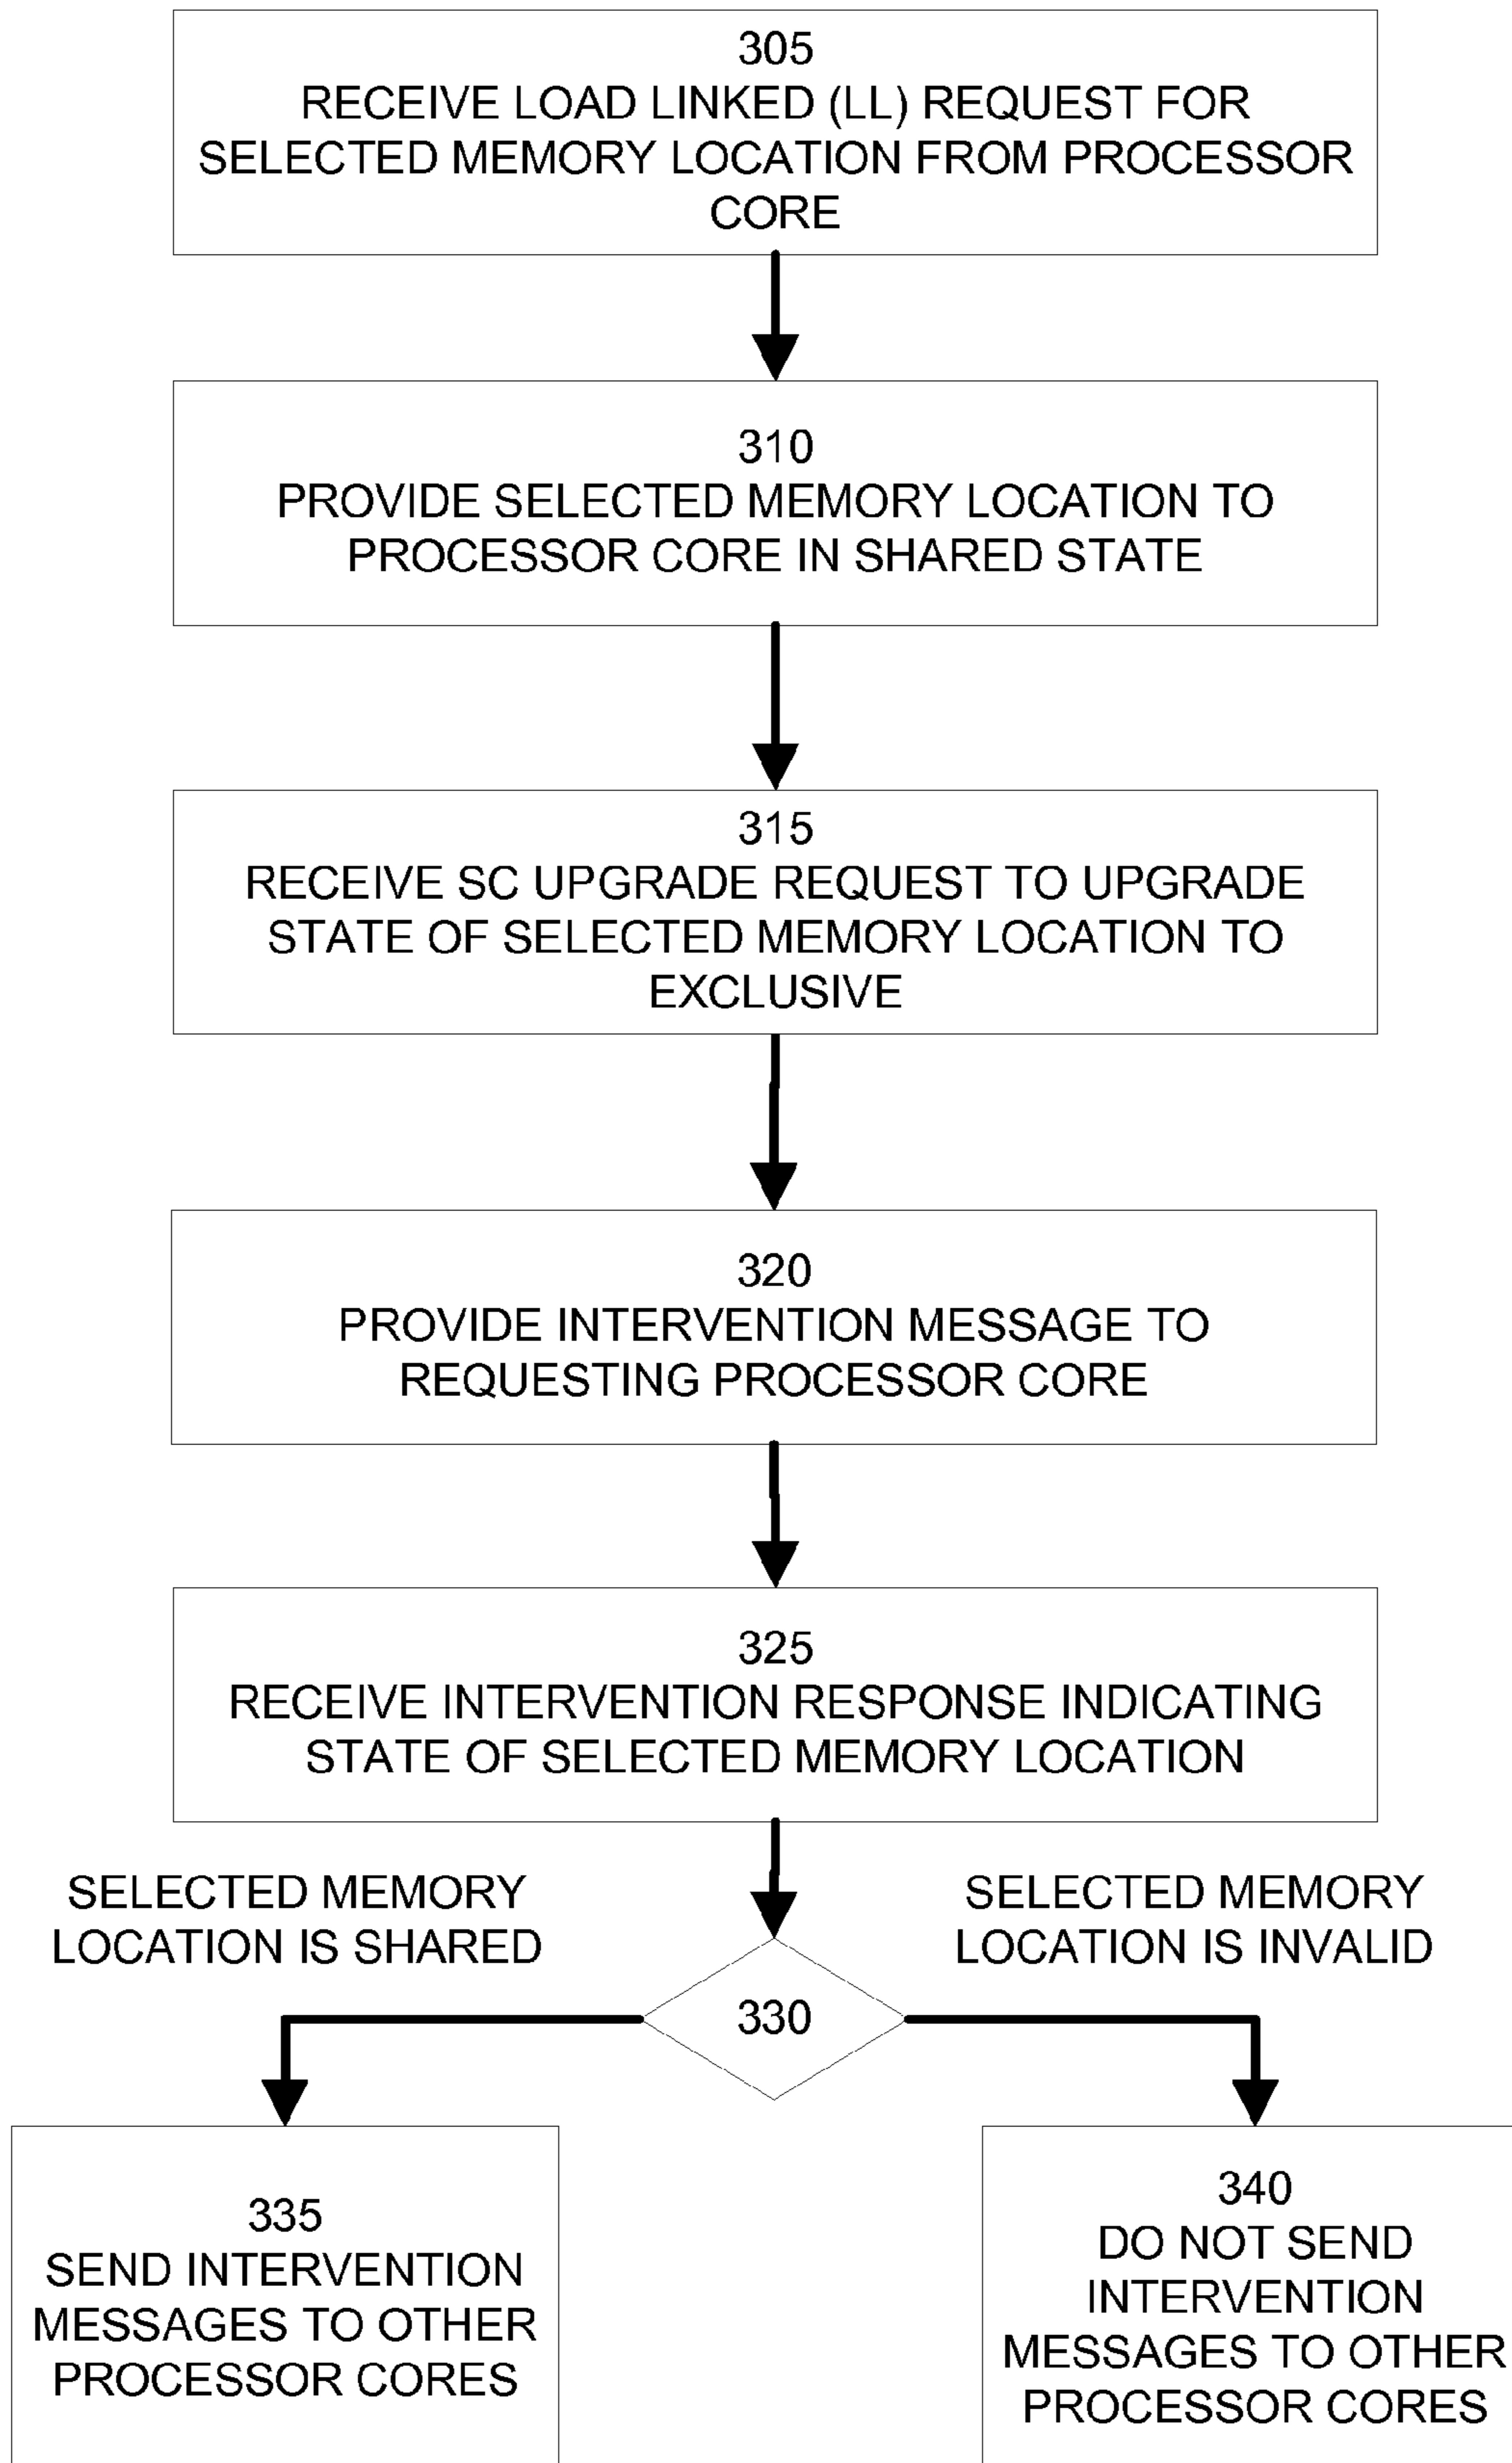 305
RECEIVE LOAD LINKED (LL) REQUEST FOR
SELECTED MEMORY LOCATION FROM PROCESSOR
CORE
310
PROVIDE SELECTED MEMORY LOCATION TO
PROCESSOR CORE IN SHARED STATE
315
RECEIVE SC UPGRADE REQUEST TO UPGRADE
STATE OF SELECTED MEMORY LOCATION TO
EXCLUSIVE
320
PROVIDE INTERVENTION MESSAGE TO
REQUESTING PROCESSOR CORE
325
RECEIVE INTERVENTION RESPONSE INDICATING
STATE OF SELECTED MEMORY LOCATION
SELECTED MEMORY
LOCATION IS SHARED
SELECTED MEMORY
LOCATION IS INVALID
330
335
SEND INTERVENTION
MESSAGES TO OTHER
PROCESSOR CORES
340
DO NOT SEND
INTERVENTION
MESSAGES TO OTHER
PROCESSOR CORES